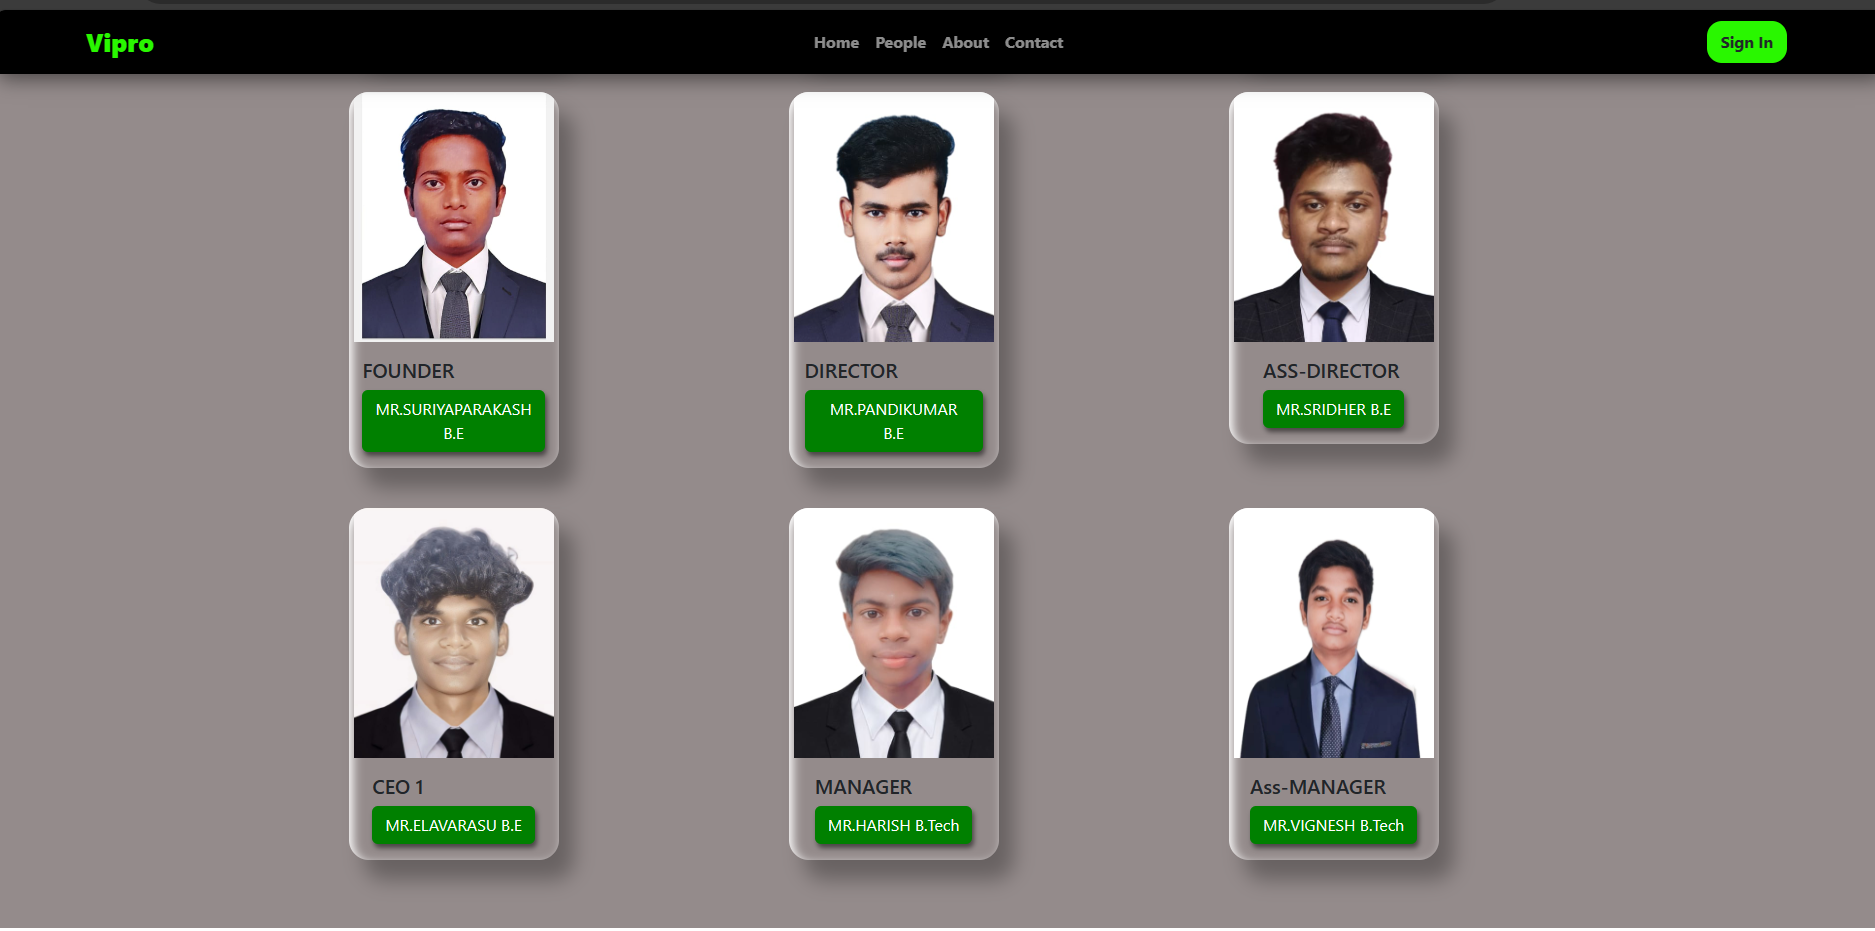 Vipro
Home People About Contact
Sign In
FOUNDER
MR.SURIYAPARAKASH
B.E
DIRECTOR
MR.PANDIKUMAR
B.E
ASS-DIRECTOR
MR.SRIDHER B.E
CEO 1
MR.ELAVARASU B.E
MANAGER
MR.HARISH B.Tech
Ass-MANAGER
MR.VIGNESH B.Tech